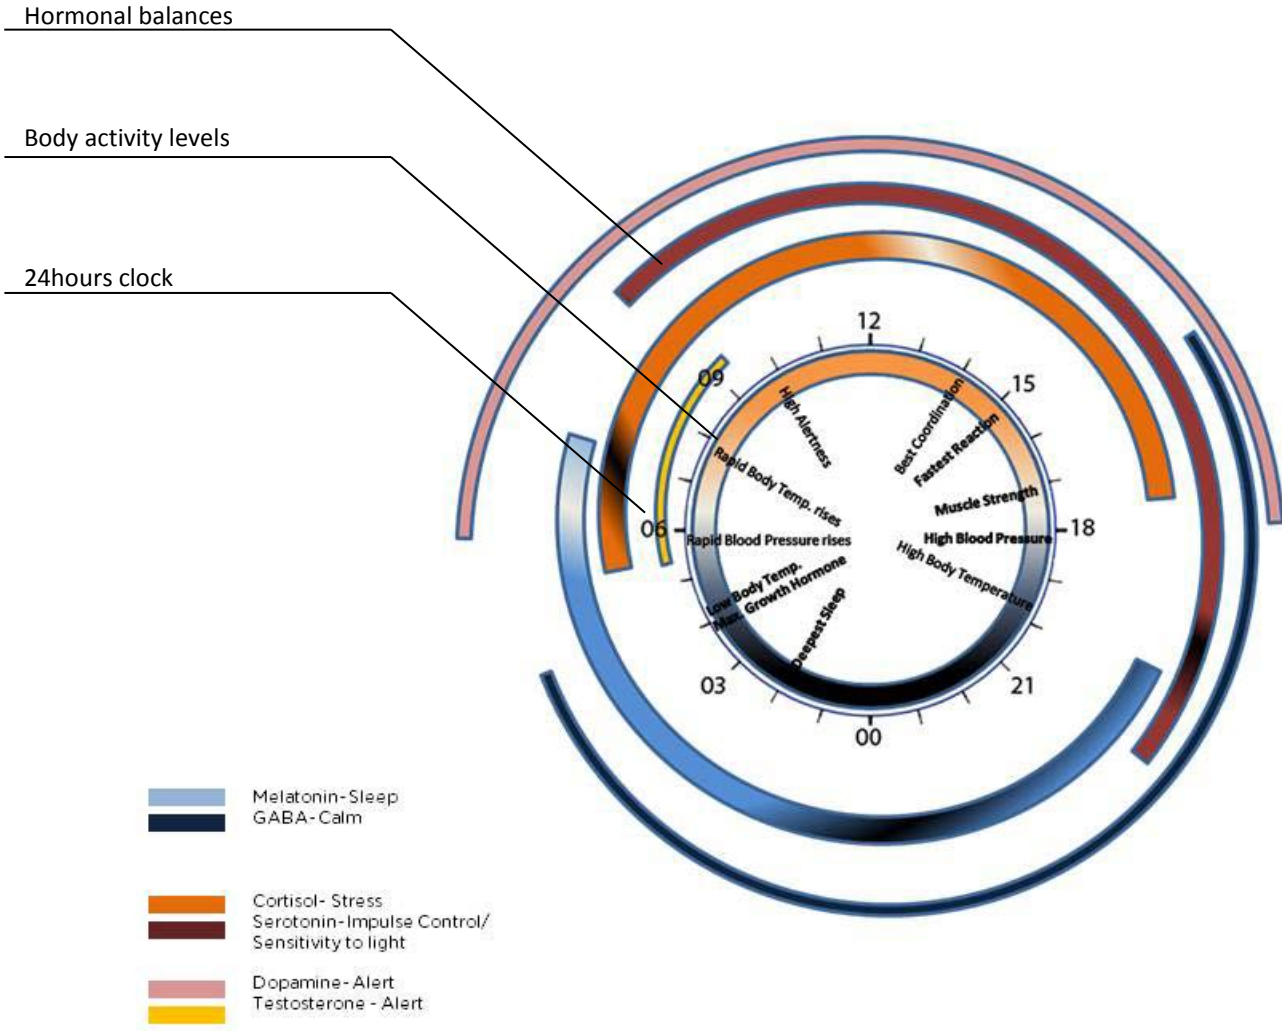 Hormonal balances
Body activity levels
24hours clock
12
15
18
21
00
03
06
09
High Alertness
Best Coordination
Fastest Reaction
Muscle Strength
High Blood Pressure
High Body Temperature
Rapid Body Temp. rises
Rapid Blood Pressure rises
Low Body Temp.
Max. Growth Hormone
Deepest Sleep
Melatonin-Sleep
GABA-Calm
Cortisol- Stress
Serotonin-Impulse Control/
Sensitivity to light
Dopamine-Alert
Testosterone - Alert